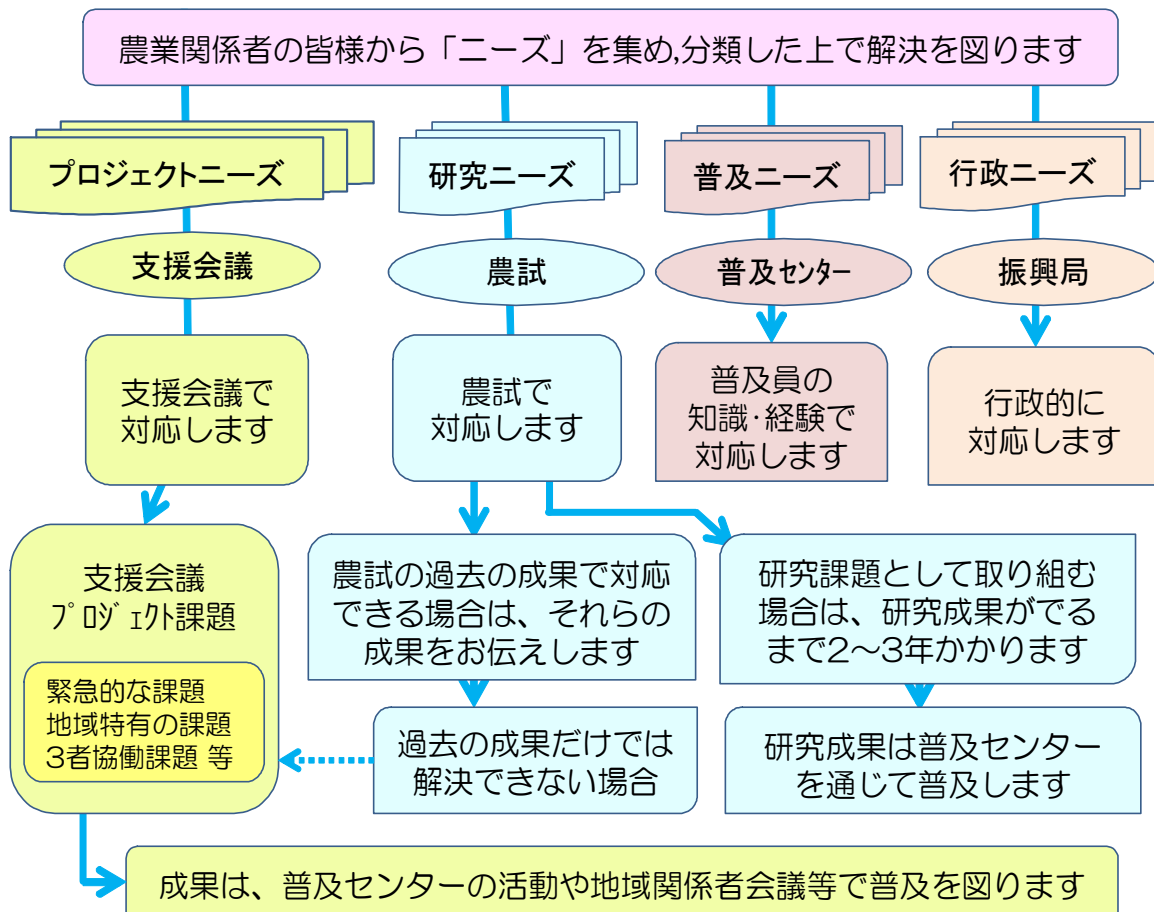 農業関係者の皆様から「ニーズ」を集め,分類した上で解決を図ります
プロジェクトニーズ
研究ニーズ
普及ニーズ
行政ニーズ
支援会議
農試
普及ｾﾝﾀｰ
振興局
支援会議で
対応します
農試で
対応します
普及員の
知識･経験で
対応します
行政的に
対応します
支援会議
ﾌﾟﾛｼﾞｪｸﾄ課題
緊急的な課題
地域特有の課題
3者協働課題 等
農試の過去の成果で対応
できる場合は、それらの
成果をお伝えします
研究課題として取り組む
場合は、研究成果がでる
まで2〜3年かかります
過去の成果だけでは
解決できない場合
研究成果は普及センター
を通じて普及します
成果は、普及センターの活動や地域関係者会議等で普及を図ります